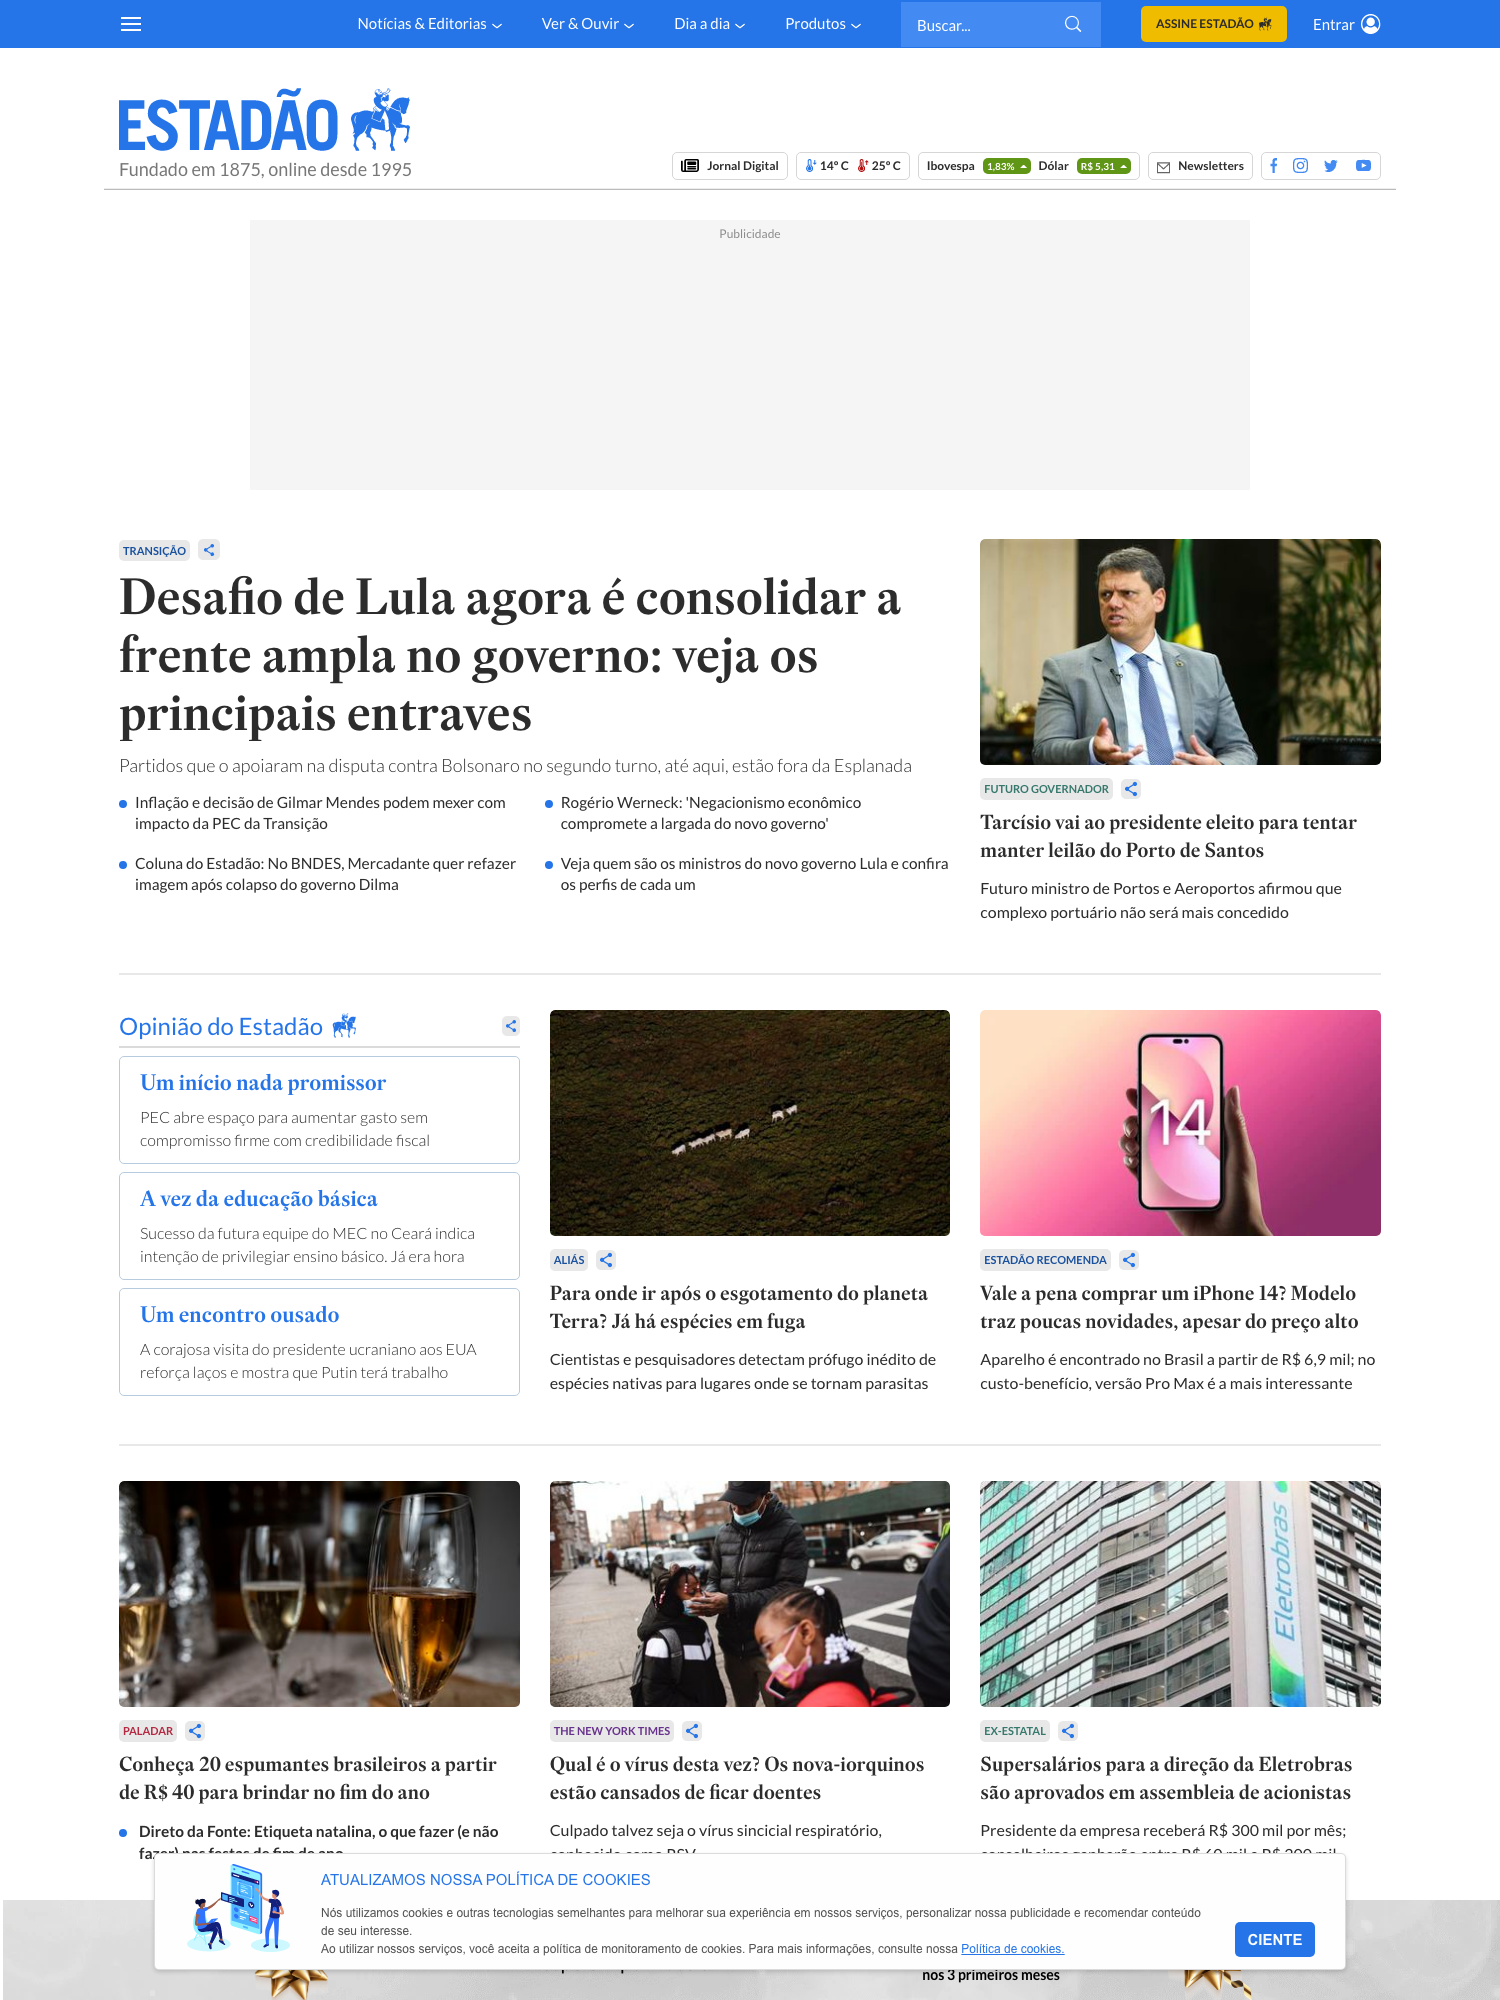 Notícias & Editorias
Ver & Ouvir
Dia a dia
Produtos
Buscar...
ASSINE ESTADÃO
Entrar
ESTADÃO
Fundado em 1875, online desde 1995
Jornal Digital
14º C 25º C
Ibovespa 1,83% Dólar R$ 5,31
Newsletters
Publicidade
TRANSIÇÃO
Desafio de Lula agora é consolidar a
frente ampla no governo: veja os
principais entraves
Partidos que o apoiaram na disputa contra Bolsonaro no segundo turno, até aqui, estão fora da Esplanada
Inflação e decisão de Gilmar Mendes podem mexer com
impacto da PEC da Transição
Rogério Werneck: 'Negacionismo econômico
compromete a largada do novo governo'
Coluna do Estadão: No BNDES, Mercadante quer refazer
imagem após colapso do governo Dilma
Veja quem são os ministros do novo governo Lula e confira
os perfis de cada um
FUTURO GOVERNADOR
Tarcísio vai ao presidente eleito para tentar
manter leilão do Porto de Santos
Futuro ministro de Portos e Aeroportos afirmou que
complexo portuário não será mais concedido
Opinião do Estadão
Um início nada promissor
PEC abre espaço para aumentar gasto sem
compromisso firme com credibilidade fiscal
A vez da educação básica
Sucesso da futura equipe do MEC no Ceará indica
intenção de privilegiar ensino básico. Já era hora
Um encontro ousado
A corajosa visita do presidente ucraniano aos EUA
reforça laços e mostra que Putin terá trabalho
ALIÁS
Para onde ir após o esgotamento do planeta
Terra? Já há espécies em fuga
Cientistas e pesquisadores detectam prófugo inédito de
espécies nativas para lugares onde se tornam parasitas
14
ESTADÃO RECOMENDA
Vale a pena comprar um iPhone 14? Modelo
traz poucas novidades, apesar do preço alto
Aparelho é encontrado no Brasil a partir de R$ 6,9 mil; no
custo-benefício, versão Pro Max é a mais interessante
PALADAR
Conheça 20 espumantes brasileiros a partir
de R$ 40 para brindar no fim do ano
Direto da Fonte: Etiqueta natalina, o que fazer (e não
fazer) nas festas de fim de ano
THE NEW YORK TIMES
Qual é o vírus desta vez? Os nova-iorquinos
estão cansados de ficar doentes
Culpado talvez seja o vírus sincicial respiratório,
conhecido como RSV
Eletrobras
EX-ESTATAL
Supersalários para a direção da Eletrobras
são aprovados em assembleia de acionistas
Presidente da empresa receberá R$ 300 mil por mês;
conselheiros ganharão entre R$ 60 mil e R$ 200 mil
ATUALIZAMOS NOSSA POLÍTICA DE COOKIES
Nós utilizamos cookies e outras tecnologias semelhantes para melhorar sua experiência em nossos serviços, personalizar nossa publicidade e recomendar conteúdo
de seu interesse.
Ao utilizar nossos serviços, você aceita a política de monitoramento de cookies. Para mais informações, consulte nossa Política de cookies.
CIENTE
nos 3 primeiros meses